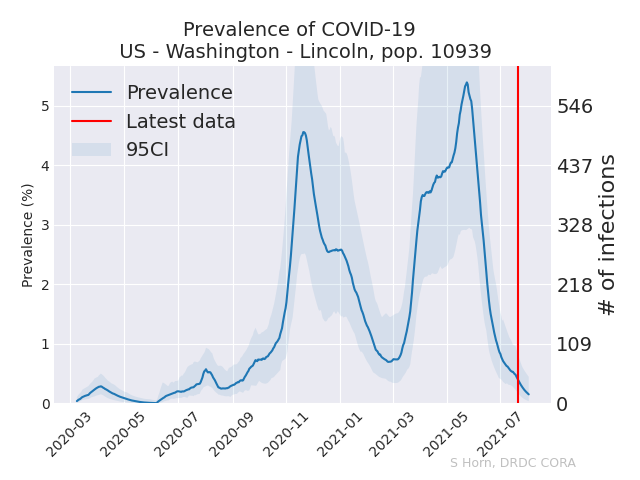 Prevalence of COVID-19
US - Washington - Lincoln, pop. 10939
Prevalence
Latest data
95CI
Prevalence (%)
5
4
3
2
1
0
546
437
328
218
109
0
# of infections
2020-03
2020-05
2020-07
2020-09
2020-11
2021-01
2021-03
2021-05
2021-07
S Horn, DRDC CORA